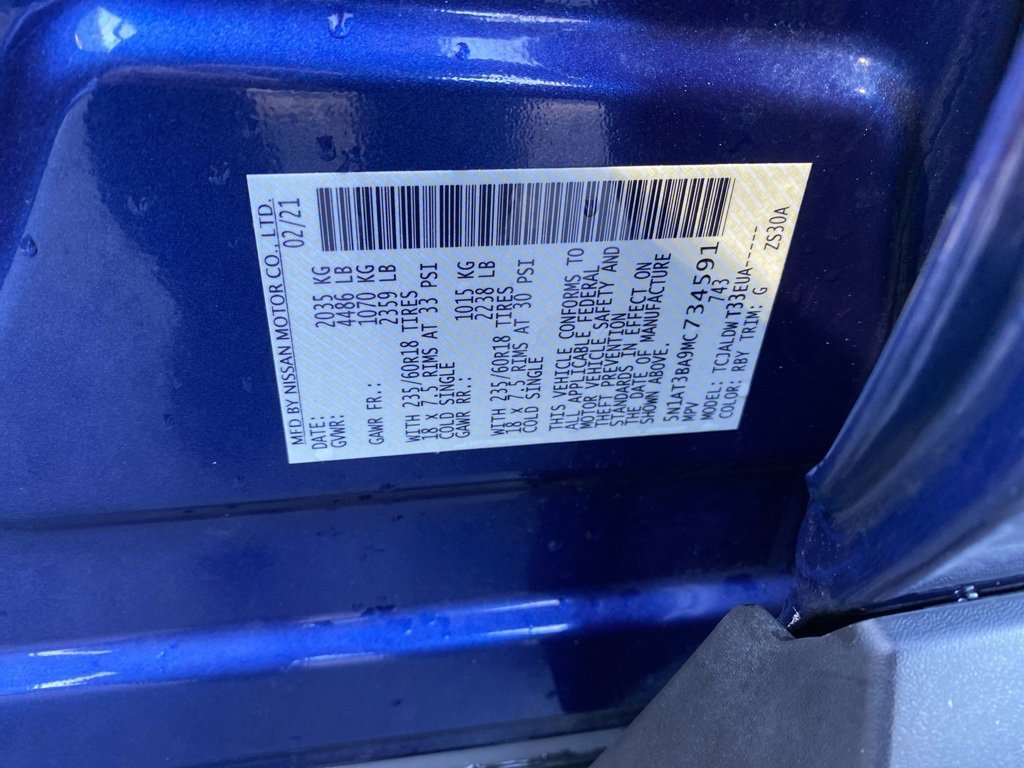 MFD BY NISSAN MOTOR CO., LTD.
DATE: 02/21
GVWR: 2035 KG
4486 LB
GAWR FR.: 1070 KG
2359 LB
WITH 235/60R18 TIRES
18 X 7.5 RIMS AT 33 PSI
COLD SINGLE
GAWR RR.: 1015 KG
2238 LB
WITH 235/60R18 TIRES
18 X 7.5 RIMS AT 30 PSI
COLD SINGLE
THIS VEHICLE CONFORMS TO
ALL APPLICABLE FEDERAL
MOTOR VEHICLE SAFETY AND
THEFT PREVENTION
STANDARDS IN EFFECT ON
THE DATE OF MANUFACTURE
SHOWN ABOVE.
5N1AT3BA9MC734591
MPV 743
MODEL: TCJALDWT33EUA-----
COLOR: RBY TRIM: G ZS30A